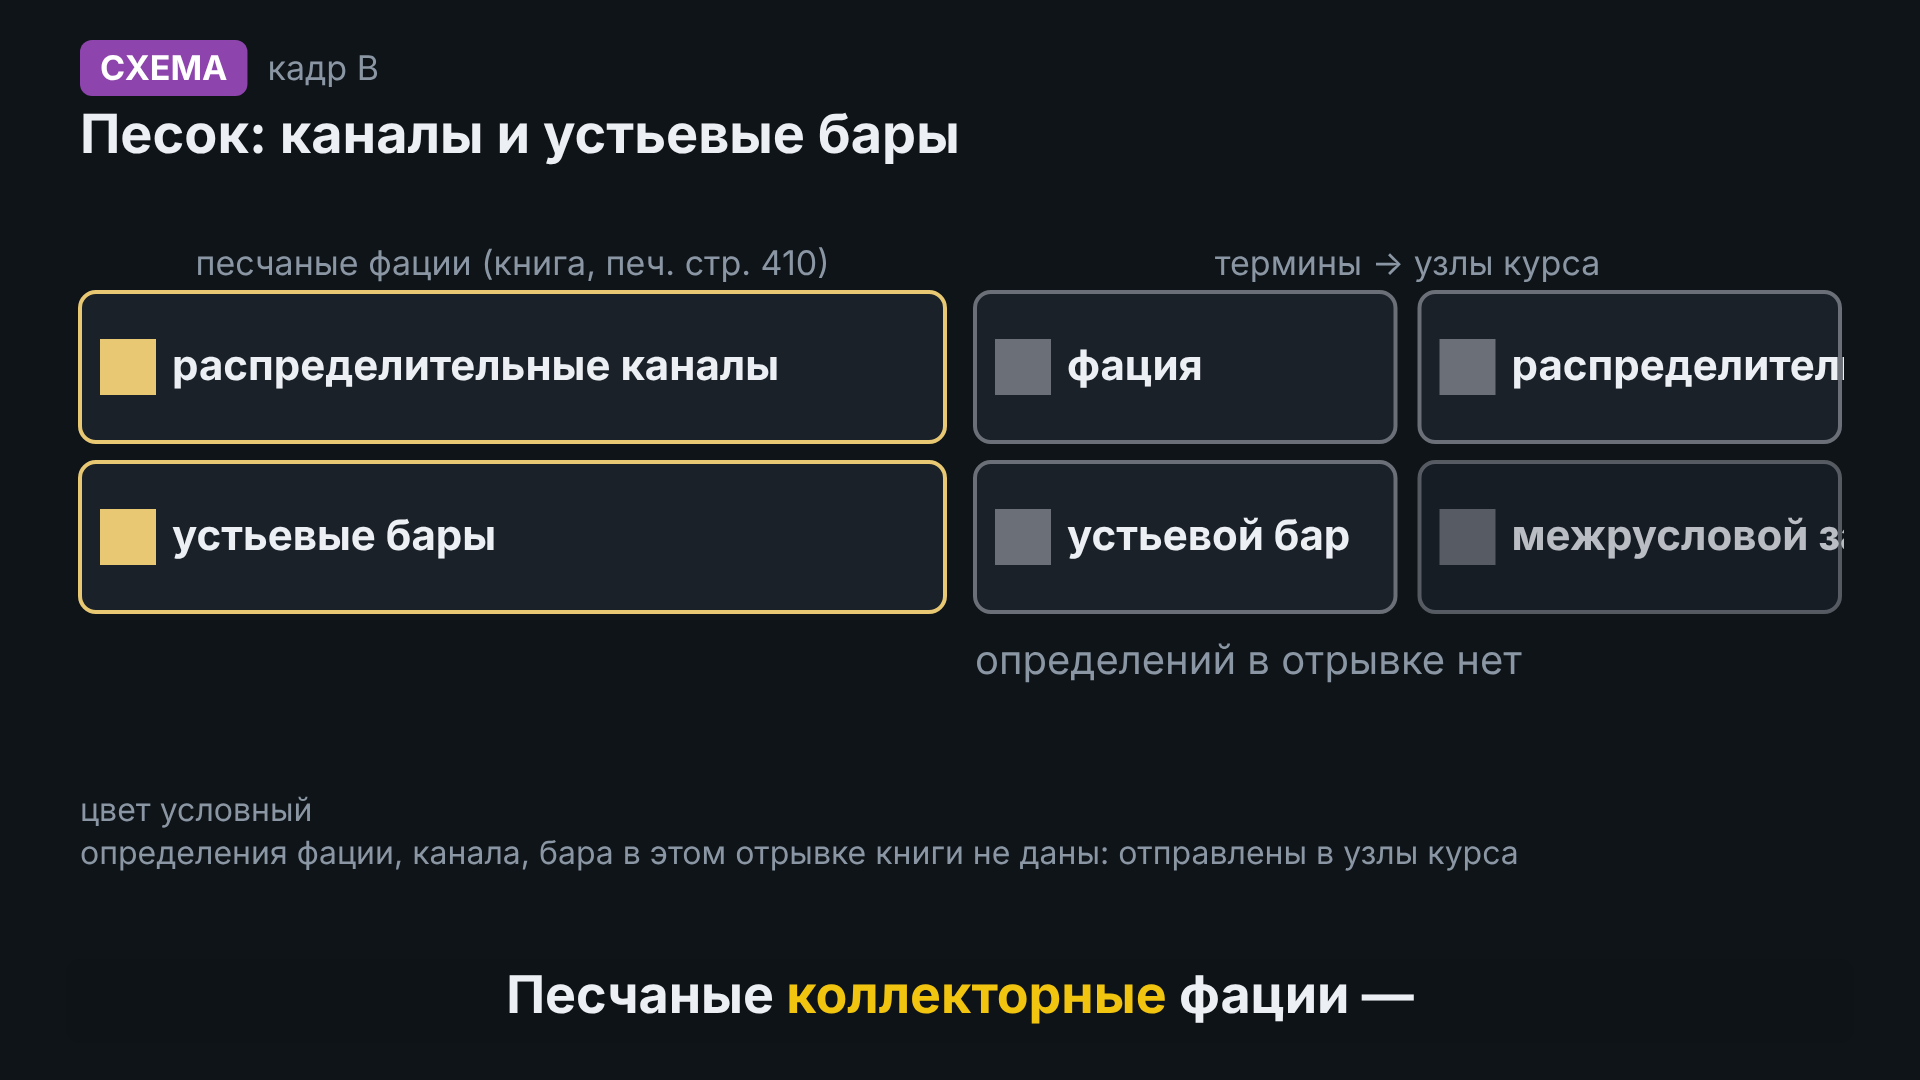 СХЕМА кадр В
Песок: каналы и устьевые бары
песчаные фации (книга, печ. стр. 410)
термины → узлы курса
распределительные каналы
фация
устьевые бары
устьевой бар
межрусловой
определений в отрывке нет
цвет условный
определения фации, канала, бара в этом отрывке книги не даны: отправлены в узлы курса
Песчаные коллекторные фации —